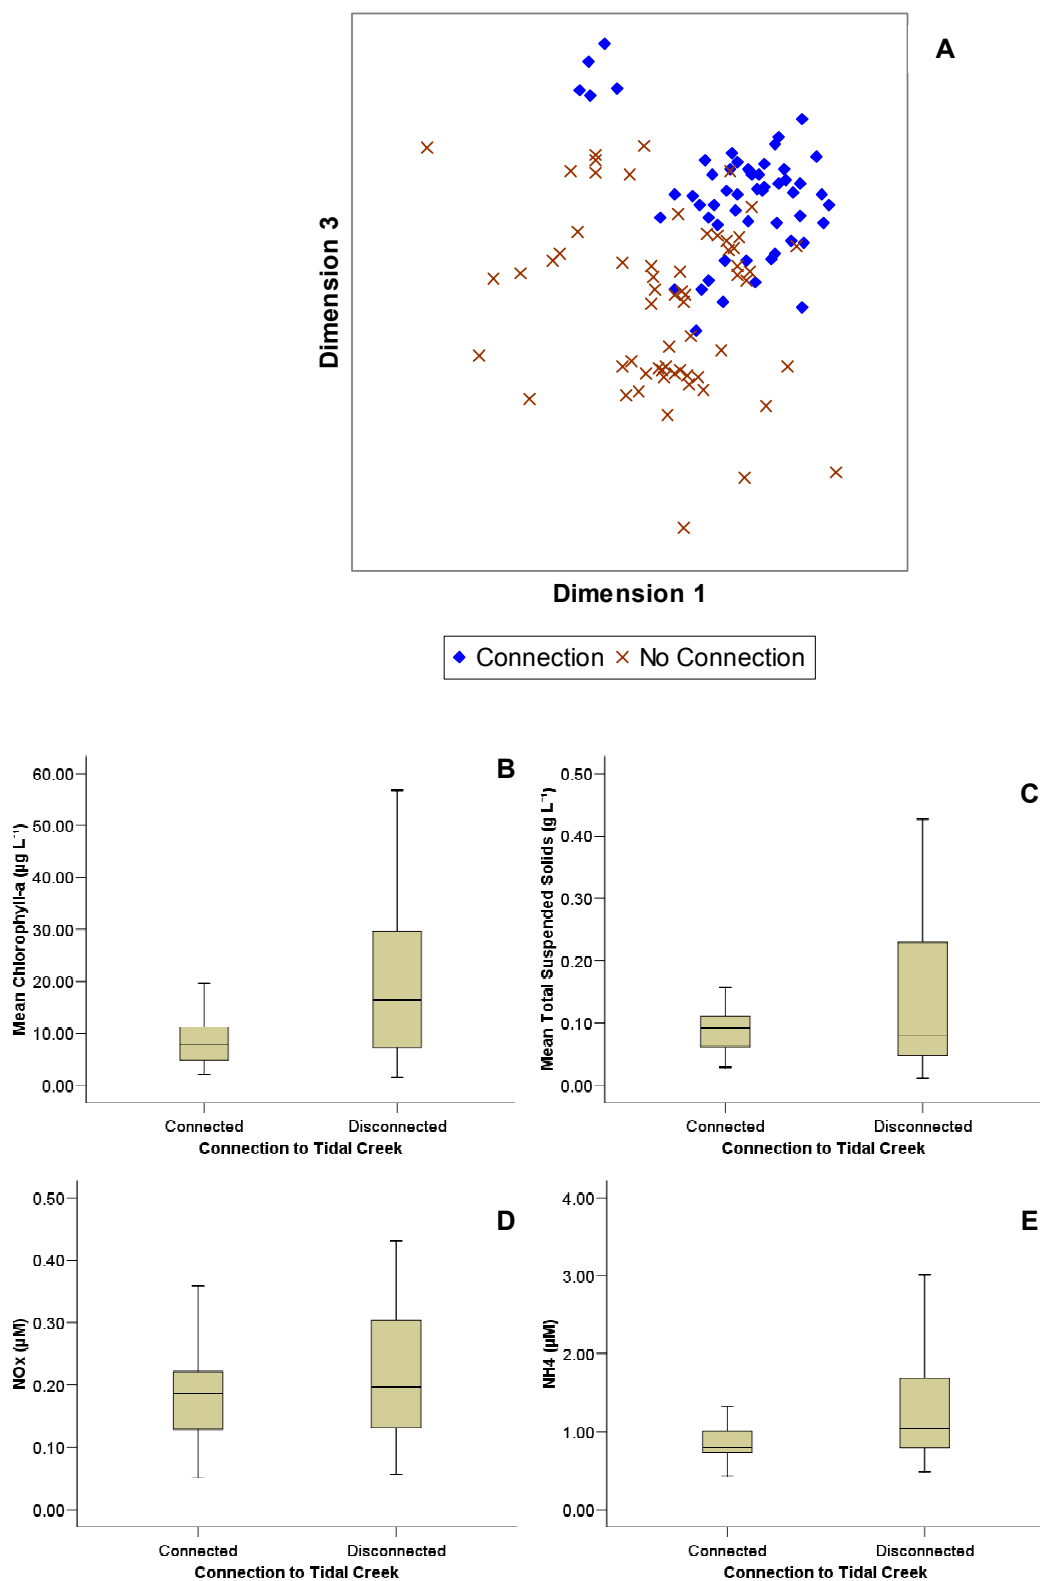 A
Dimension 3
Dimension 1
Connection No Connection
B
60.00
50.00
40.00
30.00
20.00
10.00
0.00
Mean Chlorophyll-a (µg L⁻¹)
Connected Disconnected
Connection to Tidal Creek
C
0.50
0.40
0.30
0.20
0.10
0.00
Mean Total Suspended Solids (g L⁻¹)
Connected Disconnected
Connection to Tidal Creek
D
0.50
0.40
0.30
0.20
0.10
0.00
NOx (µM)
Connected Disconnected
Connection to Tidal Creek
E
4.00
3.00
2.00
1.00
0.00
NH4 (µM)
Connected Disconnected
Connection to Tidal Creek